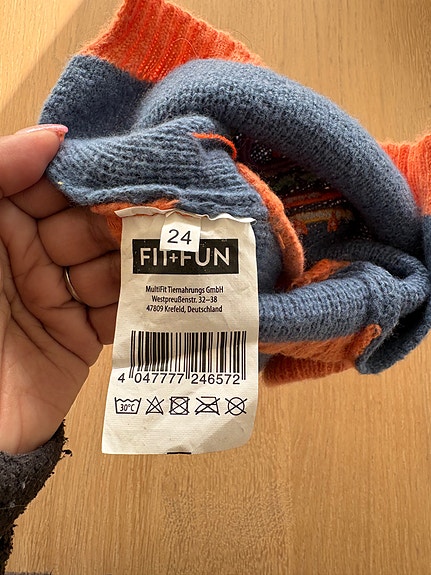 24
FIT+FUN
MultiFit Tiernahrungs GmbH
Westpreußenstr. 32–38
47809 Krefeld, Deutschland
4 047777 246572
30°C